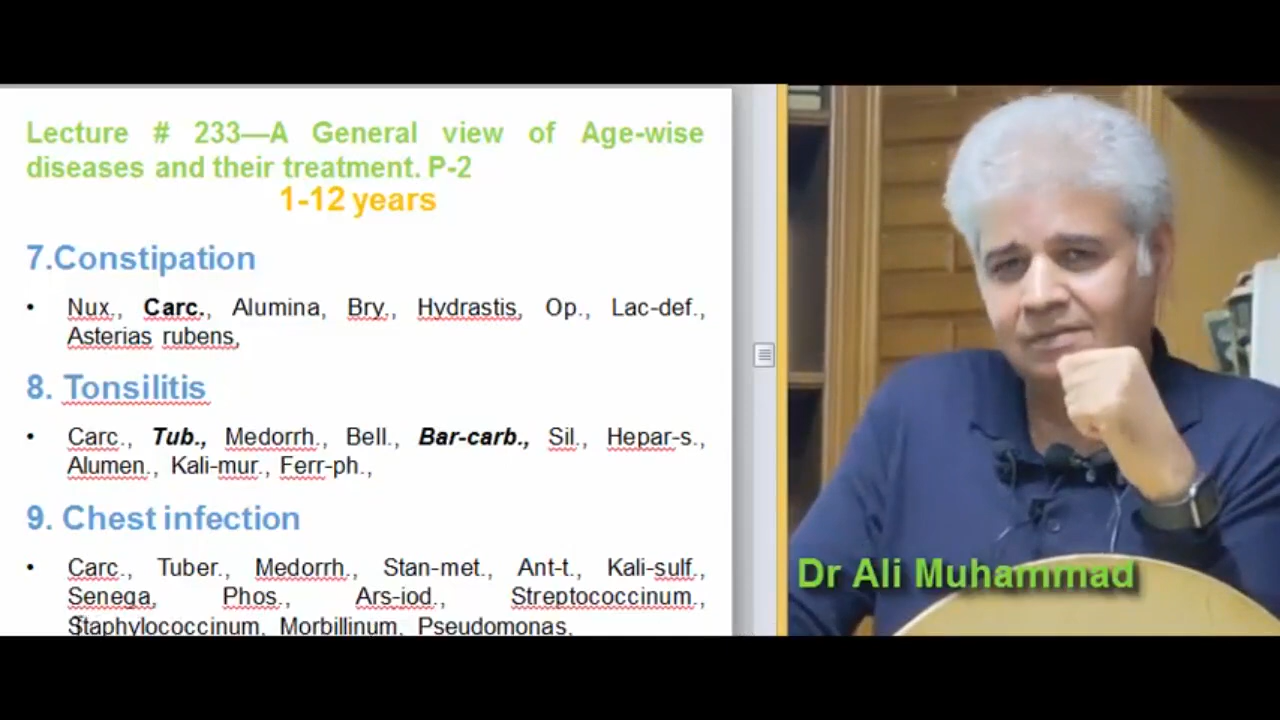 Lecture # 233—A General view of Age-wise
diseases and their treatment. P-2
1-12 years
7.Constipation
• Nux., Carc., Alumina, Bry., Hydrastis, Op., Lac-def.,
Asterias rubens,
8. Tonsilitis
• Carc., Tub., Medorrh., Bell., Bar-carb., Sil., Hepar-s.,
Alumen., Kali-mur., Ferr-ph.,
9. Chest infection
• Carc., Tuber., Medorrh., Stan-met., Ant-t., Kali-sulf.,
Senega, Phos., Ars-iod., Streptococcinum.,
Staphylococcinum, Morbillinum, Pseudomonas,
Dr Ali Muhammad